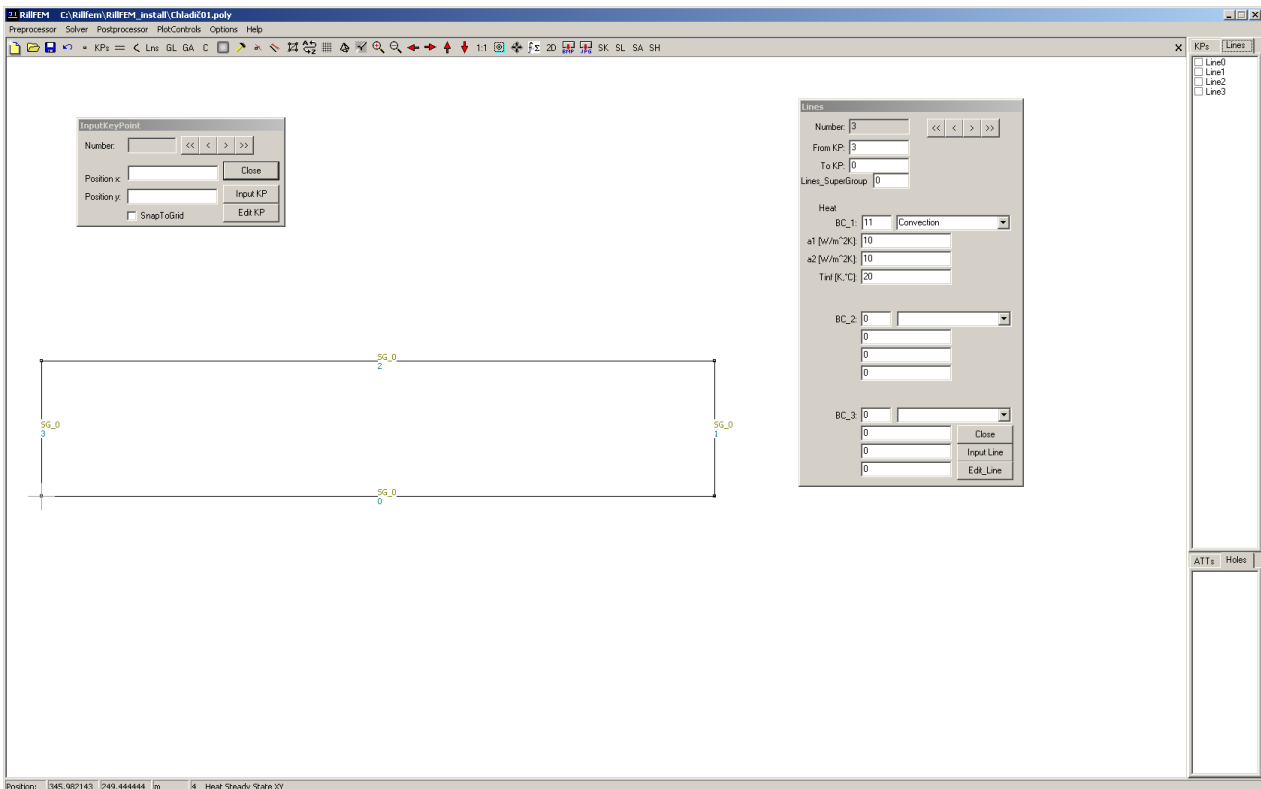 RillFEM C:\Rillfem\RillFEM_install\Chladič01.poly
Preprocessor Solver Postprocessor PlotControls Options Help
KPs Lns GL GA C 1:1 fΣ 2D BMP JPG SK SL SA SH
KPs Lines
Line0
Line1
Line2
Line3
InputKeyPoint
Number: << < > >>
Position x: Close
Position y: Input KP
SnapToGrid Edit KP
Lines
Number: 3 << < > >>
From KP: 3
To KP: 0
Lines_SuperGroup 0
Heat
BC_1: 11 Convection
a1 [W/m^2K]: 10
a2 [W/m^2K]: 10
Tinf [K,°C]: 20
BC_2: 0
0
0
0
BC_3: 0
0 Close
0 Input Line
0 Edit_Line
SG_0
2
SG_0
3
SG_0
1
SG_0
0
ATTs Holes
Position: 345.982143 249.444444 m 4 Heat Steady State XY